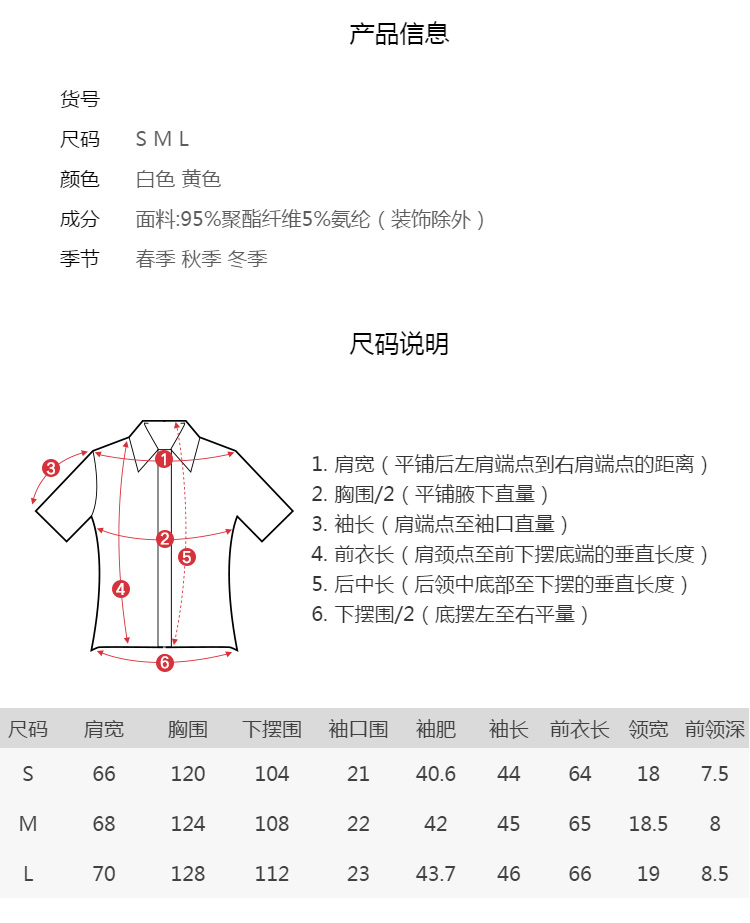 产品信息
货号
尺码 S M L
颜色 白色 黄色
成分 面料:95%聚酯纤维5%氨纶（装饰除外）
季节 春季 秋季 冬季
尺码说明
1
2
3
4
5
6
1. 肩宽（平铺后左肩端点到右肩端点的距离）
2. 胸围/2（平铺腋下直量）
3. 袖长（肩端点至袖口直量）
4. 前衣长（肩颈点至前下摆底端的垂直长度）
5. 后中长（后领中底部至下摆的垂直长度）
6. 下摆围/2（底摆左至右平量）
尺码 肩宽 胸围 下摆围 袖口围 袖肥 袖长 前衣长 领宽 前领深
S 66 120 104 21 40.6 44 64 18 7.5
M 68 124 108 22 42 45 65 18.5 8
L 70 128 112 23 43.7 46 66 19 8.5